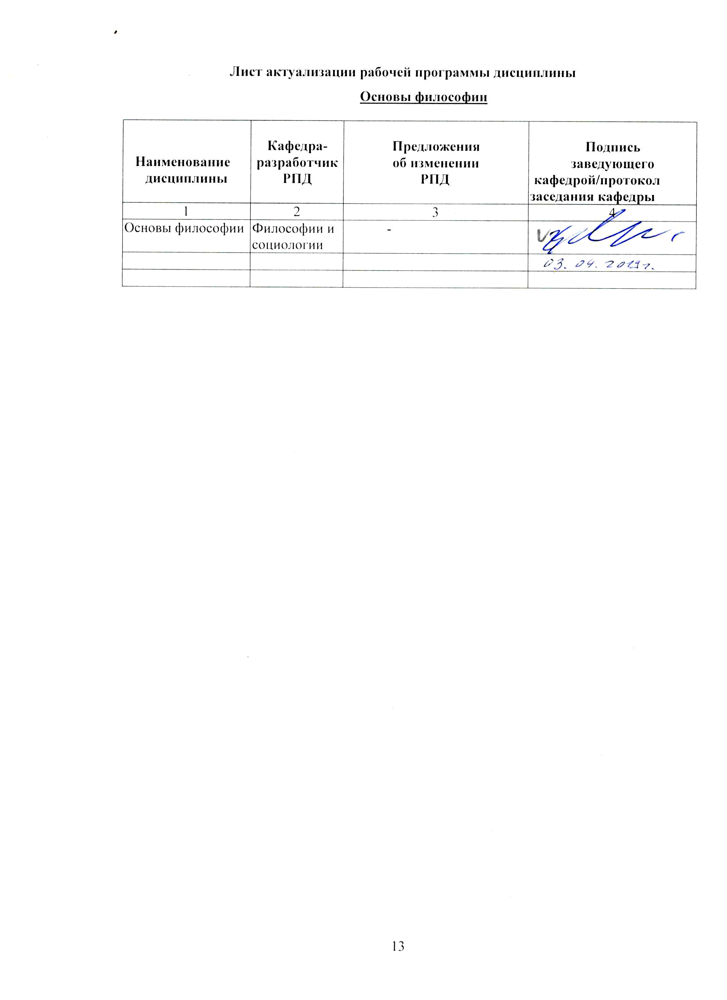 Лист актуализации рабочей программы дисциплины
Основы философии
Наименование
дисциплины
Кафедра-
разработчик
РПД
Предложения
об изменении
РПД
Подпись
заведующего
кафедрой/протокол
заседания кафедры
1
2
3
4
Основы философии
Философии и
социологии
-
03. 04. 2019г.
13